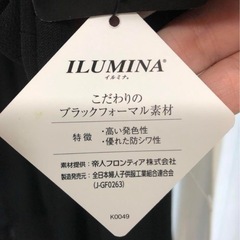 ILUMINA®
イルミナ®
こだわりの
ブラックフォーマル素材
特徴 ・高い発色性
・優れた防シワ性
素材提供:帝人フロンティア株式会社
製造発売元:全日本婦人子供服工業組合連合会
(J-GF0263)
K0049